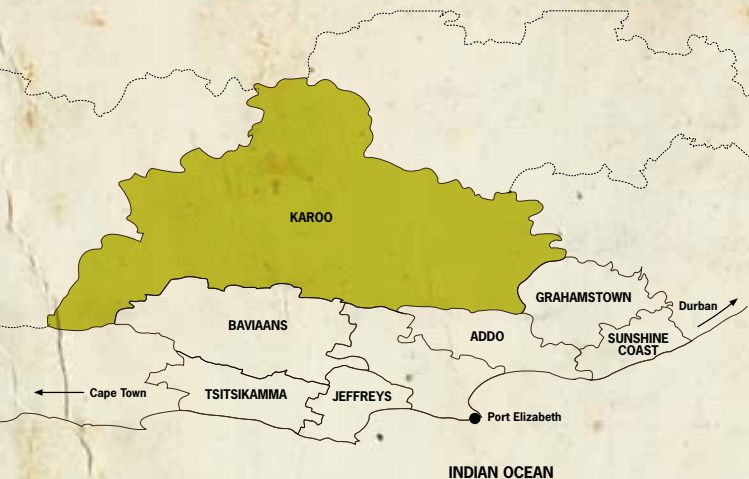 KAROO
GRAHAMSTOWN
Durban
BAVIAANS
ADDO
SUNSHINE
COAST
Cape Town
TSITSIKAMMA
JEFFREYS
Port Elizabeth
INDIAN OCEAN